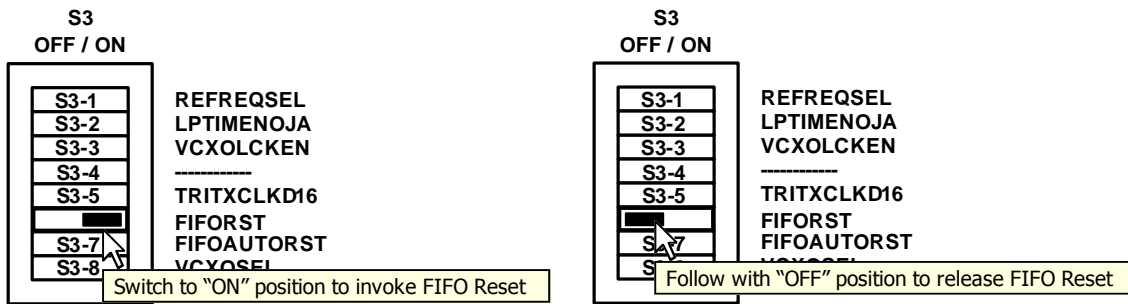 S3
OFF / ON
S3-1 REFREQSEL
S3-2 LPTIMENOJA
S3-3 VCXOLCKEN
S3-4 ------------
S3-5 TRITXCLKD16
FIFORST
S3-7 FIFOAUTORST
S3-8 VCXOSEL
Switch to “ON” position to invoke FIFO Reset
S3
OFF / ON
S3-1 REFREQSEL
S3-2 LPTIMENOJA
S3-3 VCXOLCKEN
S3-4 ------------
S3-5 TRITXCLKD16
FIFORST
FIFOAUTORST
VCXOSEL
Follow with “OFF” position to release FIFO Reset